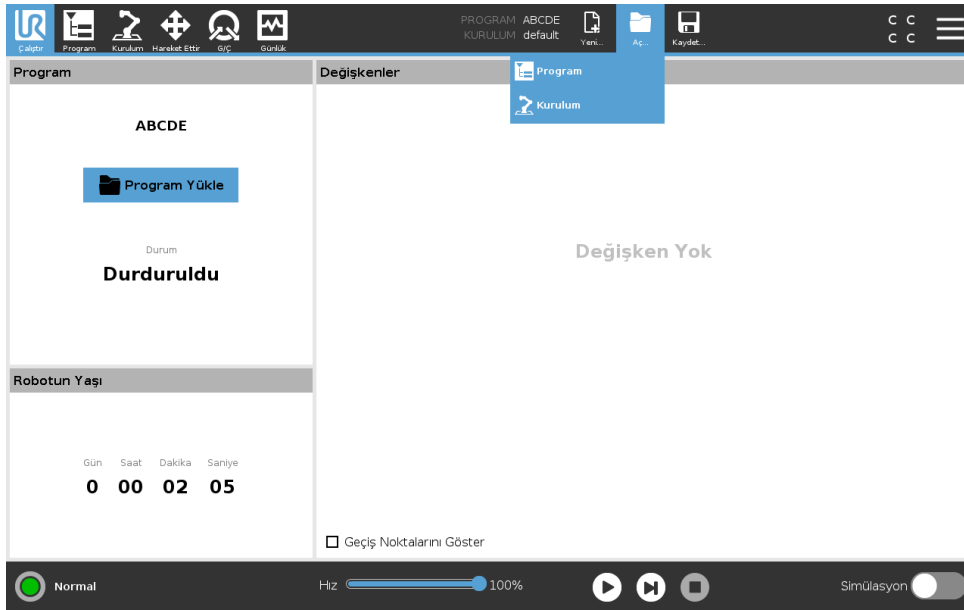 PROGRAM ABCDE
KURULUM default
Çalıştır Program Kurulum Hareket Ettir G/Ç Günlük Yeni... Aç... Kaydet...
C C
C C
Program
Değişkenler
Program
Kurulum
ABCDE
Program Yükle
Değişken Yok
Durum
Durduruldu
Robotun Yaşı
Gün Saat Dakika Saniye
0 00 02 05
Geçiş Noktalarını Göster
Normal
Hız 100%
Simülasyon